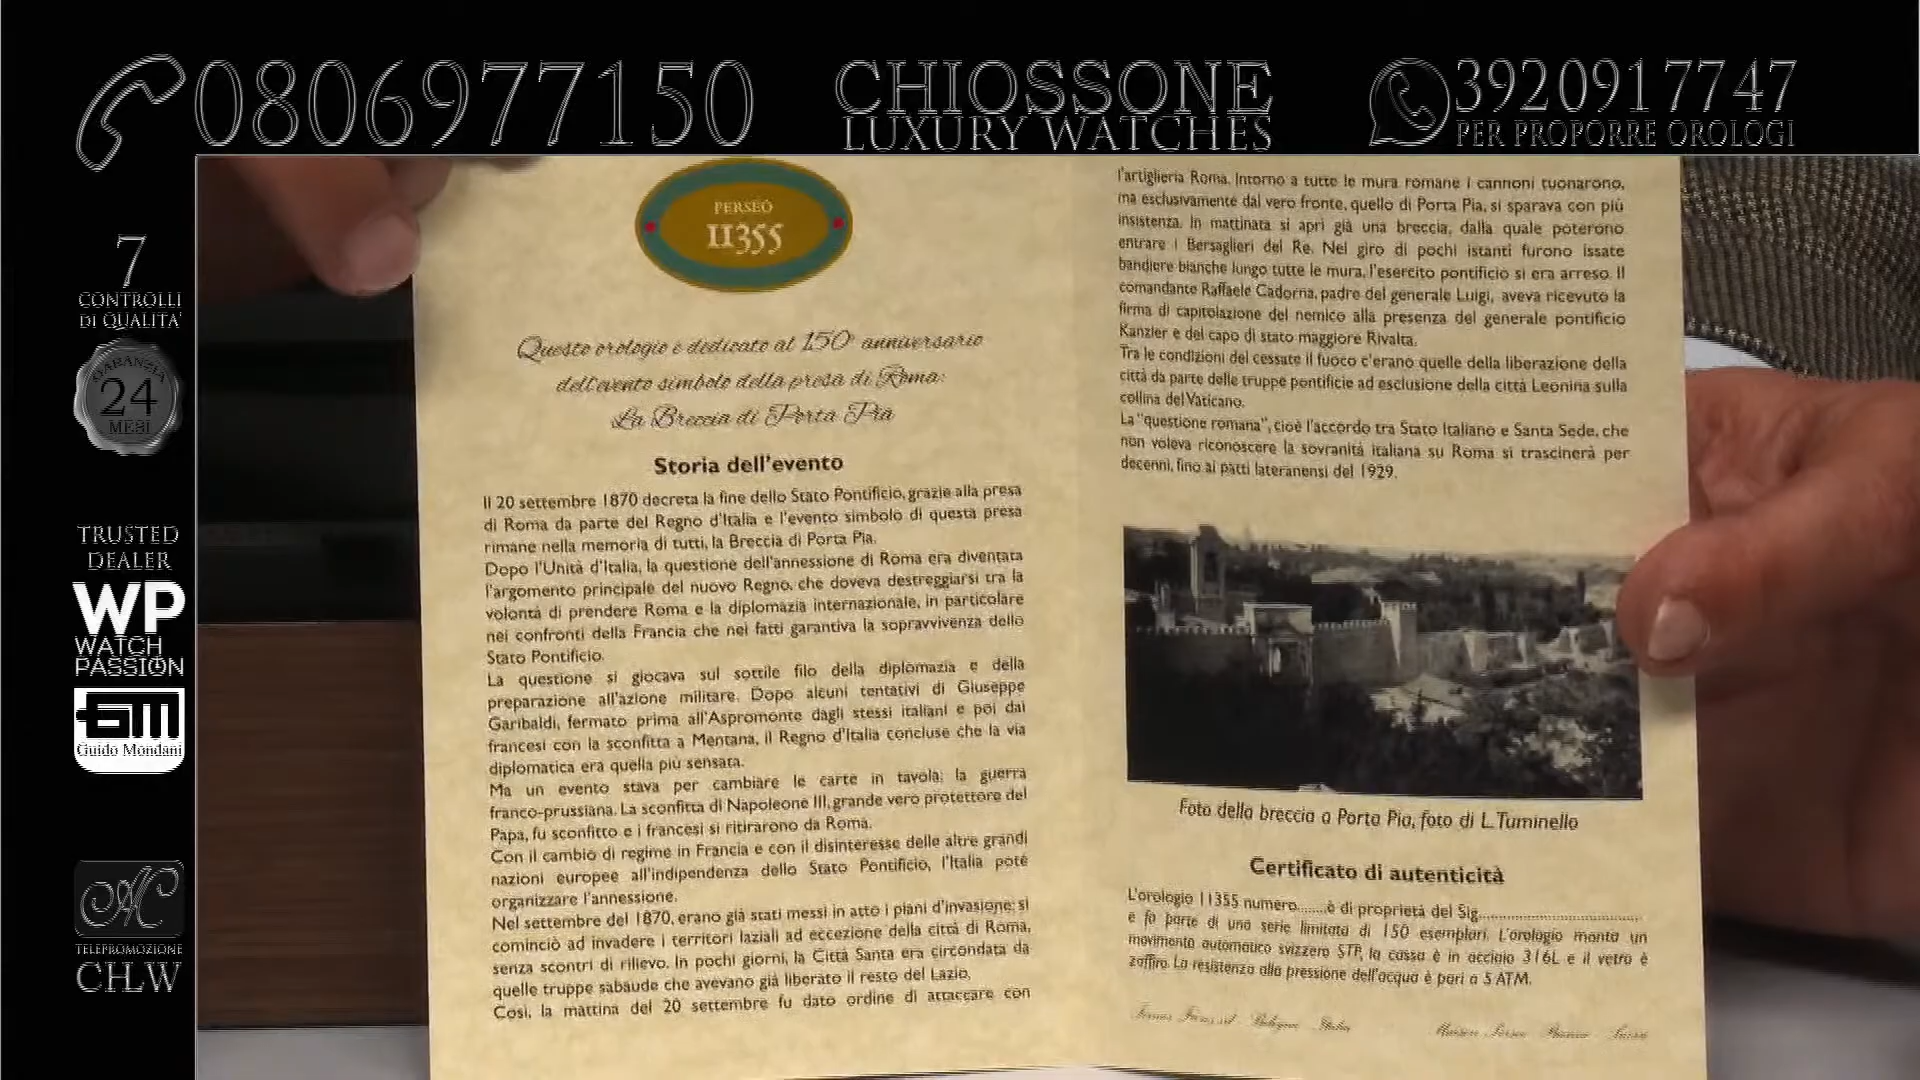 0806977150
CHIOSSONE
LUXURY WATCHES
3920917747
PER PROPORRE OROLOGI
7
CONTROLLI
DI QUALITA'
GARANZIA
24
MESI
TRUSTED
DEALER
WP
WATCH
PASSION
GM
Guido Mondani
AC
TELEPROMOZIONE
CHLW
PERSEO
11355
Questo orologio è dedicato al 150° anniversario
dell'evento simbolo della presa di Roma:
La Breccia di Porta Pia
Storia dell'evento
Il 20 settembre 1870 decreta la fine dello Stato Pontificio, grazie alla presa
di Roma da parte del Regno d'Italia e l'evento simbolo di questa presa
rimane nella memoria di tutti, la Breccia di Porta Pia.
Dopo l'Unità d'Italia, la questione dell'annessione di Roma era diventata
l'argomento principale del nuovo Regno, che doveva destreggiarsi tra la
volontà di prendere Roma e la diplomazia internazionale, in particolare
nei confronti della Francia che nei fatti garantiva la sopravvivenza dello
Stato Pontificio.
La questione si giocava sul sottile filo della diplomazia e della
preparazione all'azione militare. Dopo alcuni tentativi di Giuseppe
Garibaldi, fermato prima all'Aspromonte dagli stessi italiani e poi dai
francesi con la sconfitta a Mentana, il Regno d'Italia concluse che la via
diplomatica era quella più sensata.
Ma un evento stava per cambiare le carte in tavola: la guerra
franco-prussiana. La sconfitta di Napoleone III, grande vero protettore del
Papa, fu sconfitto e i francesi si ritirarono da Roma.
Con il cambio di regime in Francia e con il disinteresse delle altre grandi
nazioni europee all'indipendenza dello Stato Pontificio, l'Italia poté
organizzare l'annessione.
Nel settembre del 1870, erano già stati messi in atto i piani d'invasione: si
cominciò ad invadere i territori laziali ad eccezione della città di Roma,
senza scontri di rilievo. In pochi giorni, la Città Santa era circondata da
quelle truppe sabaude che avevano già liberato il resto del Lazio.
Così, la mattina del 20 settembre fu dato ordine di attaccare con
l'artiglieria Roma. Intorno a tutte le mura romane i cannoni tuonarono,
ma esclusivamente dal vero fronte, quello di Porta Pia, si sparava con più
insistenza. In mattinata si aprì già una breccia, dalla quale poterono
entrare i Bersaglieri del Re. Nel giro di pochi istanti furono issate
bandiere bianche lungo tutte le mura, l'esercito pontificio si era arreso. Il
comandante Raffaele Cadorna, padre del generale Luigi, aveva ricevuto la
firma di capitolazione del nemico alla presenza del generale pontificio
Kanzler e del capo di stato maggiore Rivalta.
Tra le condizioni del cessate il fuoco c'erano quelle della liberazione della
città da parte delle truppe pontificie ad esclusione della città Leonina sulla
collina del Vaticano.
La "questione romana", cioè l'accordo tra Stato Italiano e Santa Sede, che
non voleva riconoscere la sovranità italiana su Roma si trascinerà per
decenni, fino ai patti lateranensi del 1929.
Foto della breccia a Porta Pia, foto di L.Tuminello
Certificato di autenticità
L'orologio 11355 numero.......è di proprietà del Sig.......................................
e fa parte di una serie limitata di 150 esemplari. L'orologio monta un
movimento automatico svizzero STP, la cassa è in acciaio 316L e il vetro è
zaffiro. La resistenza alla pressione dell'acqua è pari a 5 ATM.